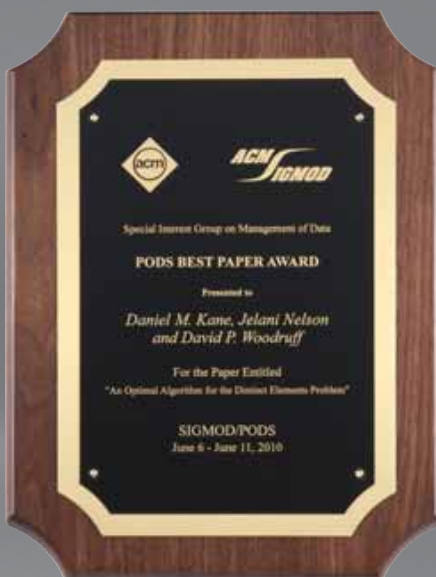 acm
ACM
SIGMOD
Special Interest Group on Management of Data
PODS BEST PAPER AWARD
Presented to
Daniel M. Kane, Jelani Nelson
and David P. Woodruff
For the Paper Entitled
"An Optimal Algorithm for the Distinct Elements Problem"
SIGMOD/PODS
June 6 - June 11, 2010